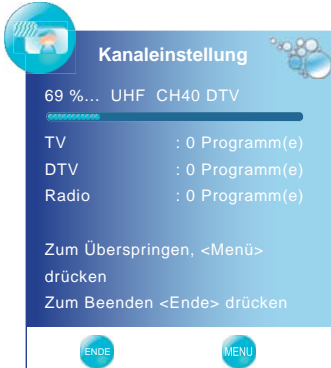 Kanaleinstellung
69 %... UHF CH40 DTV
TV : 0 Programm(e)
DTV : 0 Programm(e)
Radio : 0 Programm(e)
Zum Überspringen, <Menü>
drücken
Zum Beenden <Ende> drücken
ENDE MENU